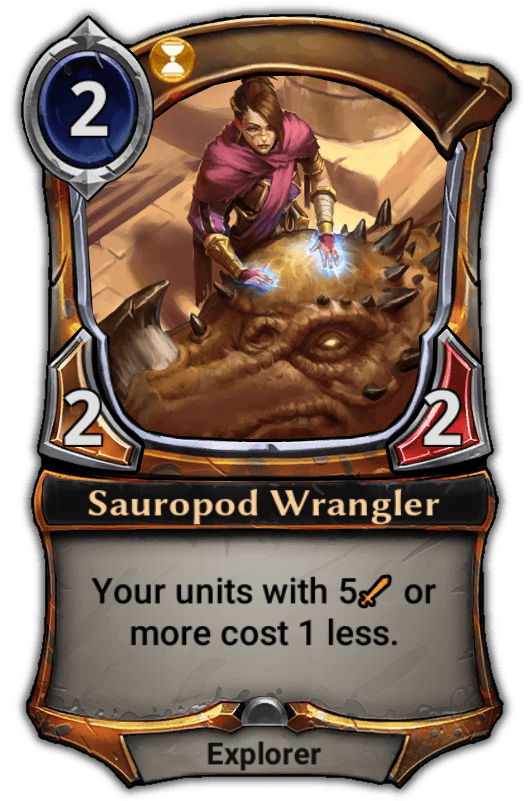 2
2
2
Sauropod Wrangler
Your units with 5 or
more cost 1 less.
Explorer